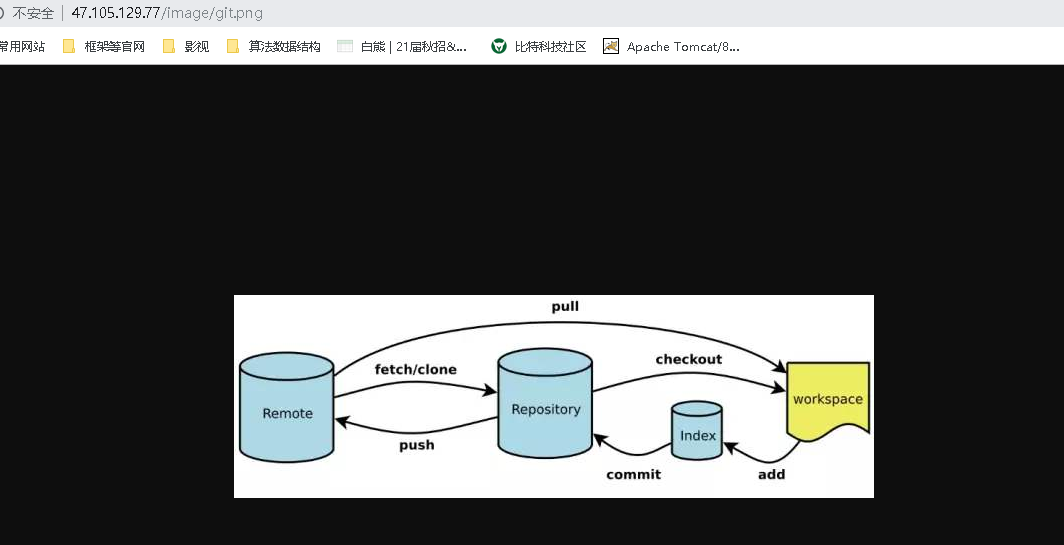 不安全 47.105.129.77/image/git.png
常用网站 框架等官网 影视 算法数据结构 白熊 | 21届秋招&... 比特科技社区 Apache Tomcat/8...
pull
fetch/clone
checkout
Remote
Repository
workspace
Index
push
commit
add